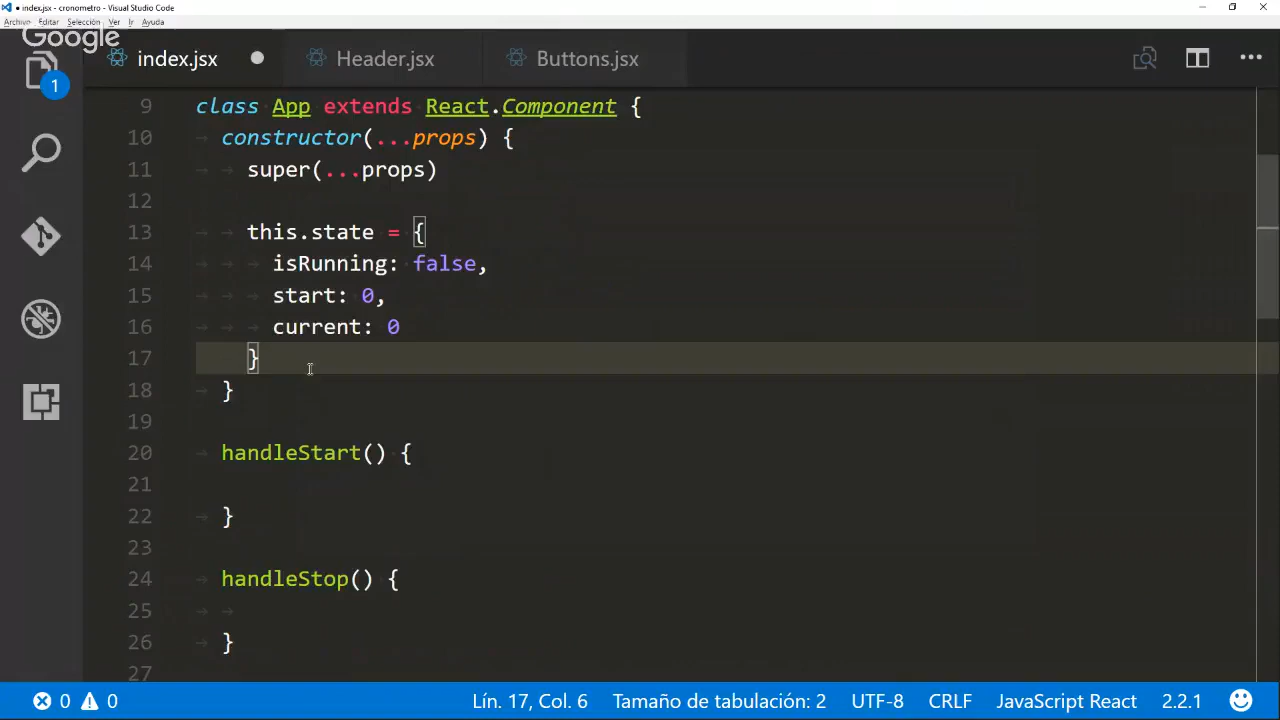 index.jsx - cronometro - Visual Studio Code
Archivo Editar Selección Ver Ir Ayuda
Google
index.jsx Header.jsx Buttons.jsx
1
9 class App extends React.Component {
10 constructor(...props) {
11 super(...props)
12
13 this.state = {
14 isRunning: false,
15 start: 0,
16 current: 0
17 }
18 }
19
20 handleStart() {
21
22 }
23
24 handleStop() {
25
26 }
27
0 0 Lín. 17, Col. 6 Tamaño de tabulación: 2 UTF-8 CRLF JavaScript React 2.2.1